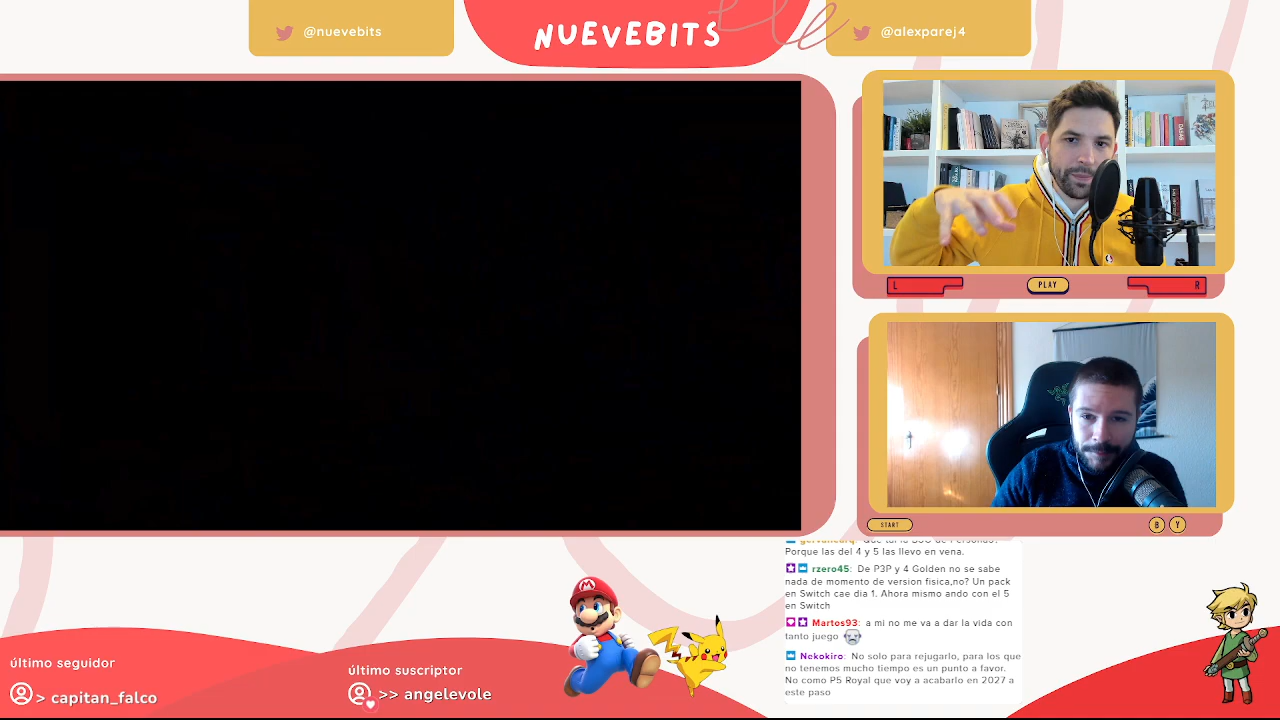 @nuevebits
NUEVEBITS
@alexparej4
L
PLAY
R
START
B
Y
Porque las del 4 y 5 las llevo en vena.
rzero45: De P3P y 4 Golden no se sabe
nada de momento de version fisica,no? Un pack
en Switch cae dia 1. Ahora mismo ando con el 5
en Switch
Martos93: a mi no me va a dar la vida con
tanto juego
Nekokiro: No solo para rejugarlo, para los que
no tenemos mucho tiempo es un punto a favor.
No como P5 Royal que voy a acabarlo en 2027 a
este paso
último seguidor
> capitan_falco
último suscriptor
>> angelevole